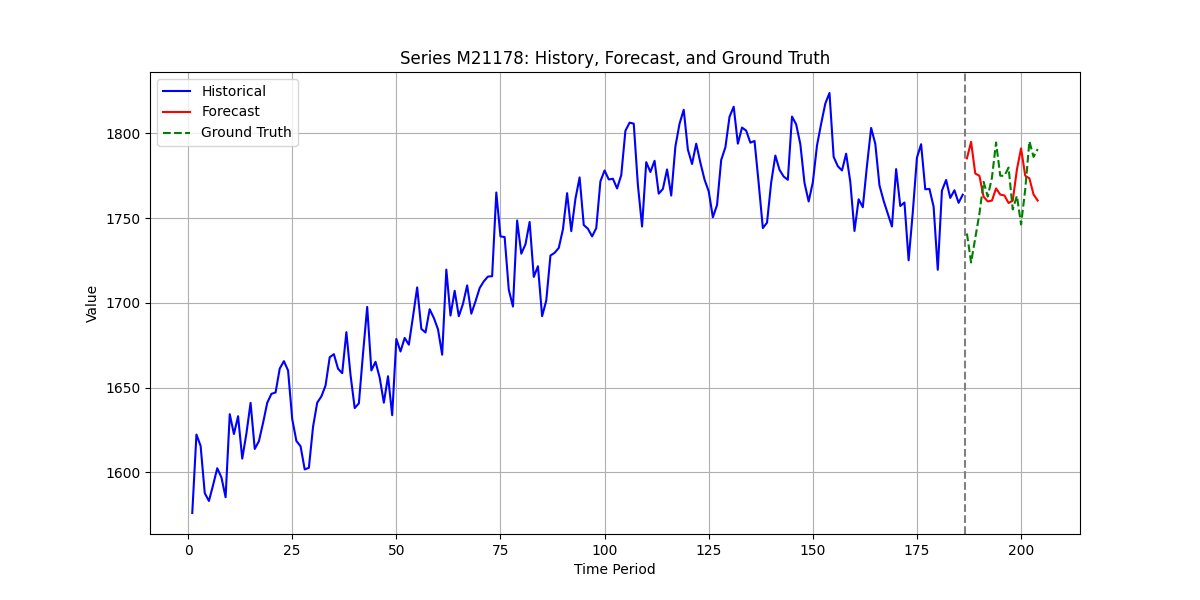 Series M21178: History, Forecast, and Ground Truth
Historical
Forecast
Ground Truth
Value
1800
1750
1700
1650
1600
0 25 50 75 100 125 150 175 200
Time Period